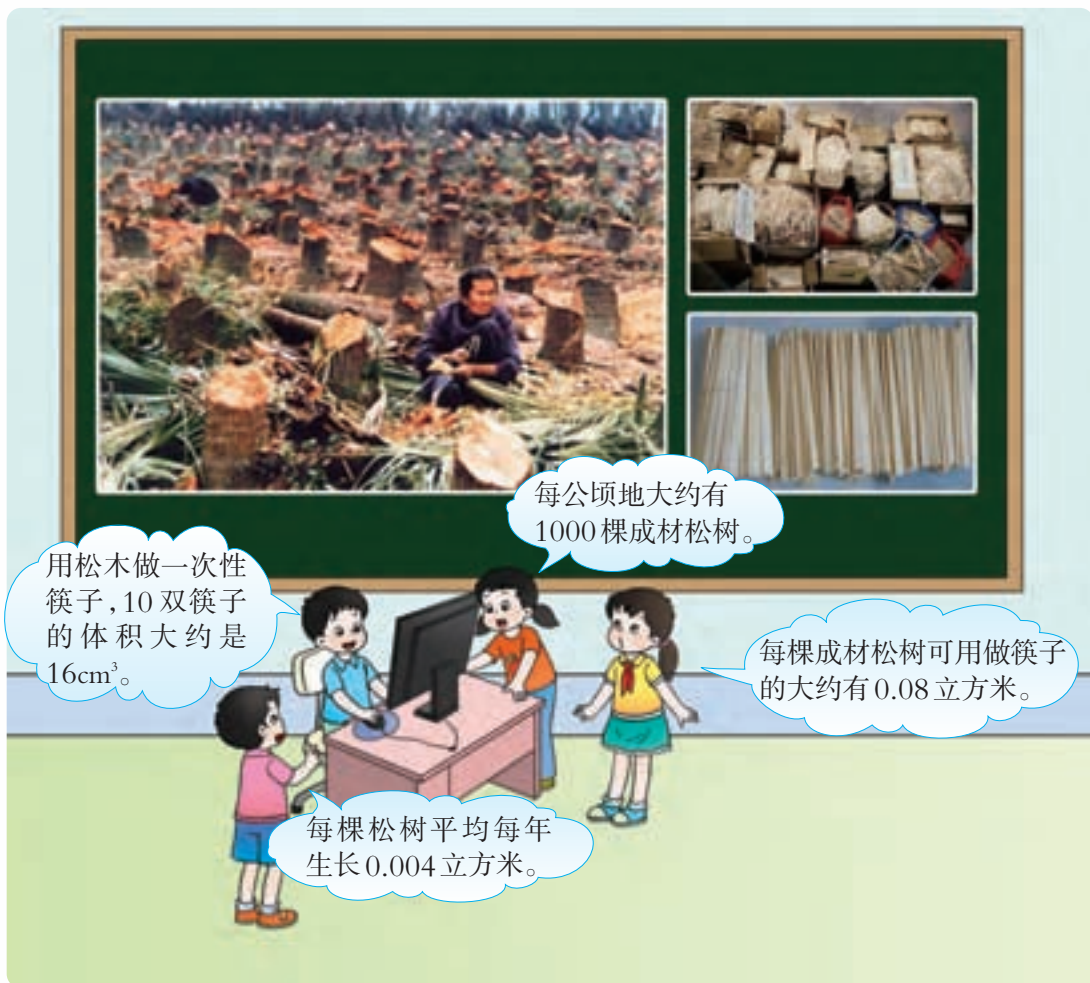 每公顷地大约有
1000棵成材松树。
用松木做一次性
筷子,10双筷子
的体积大约是
16cm³。
每棵成材松树可用做筷子
的大约有0.08立方米。
每棵松树平均每年
生长0.004立方米。